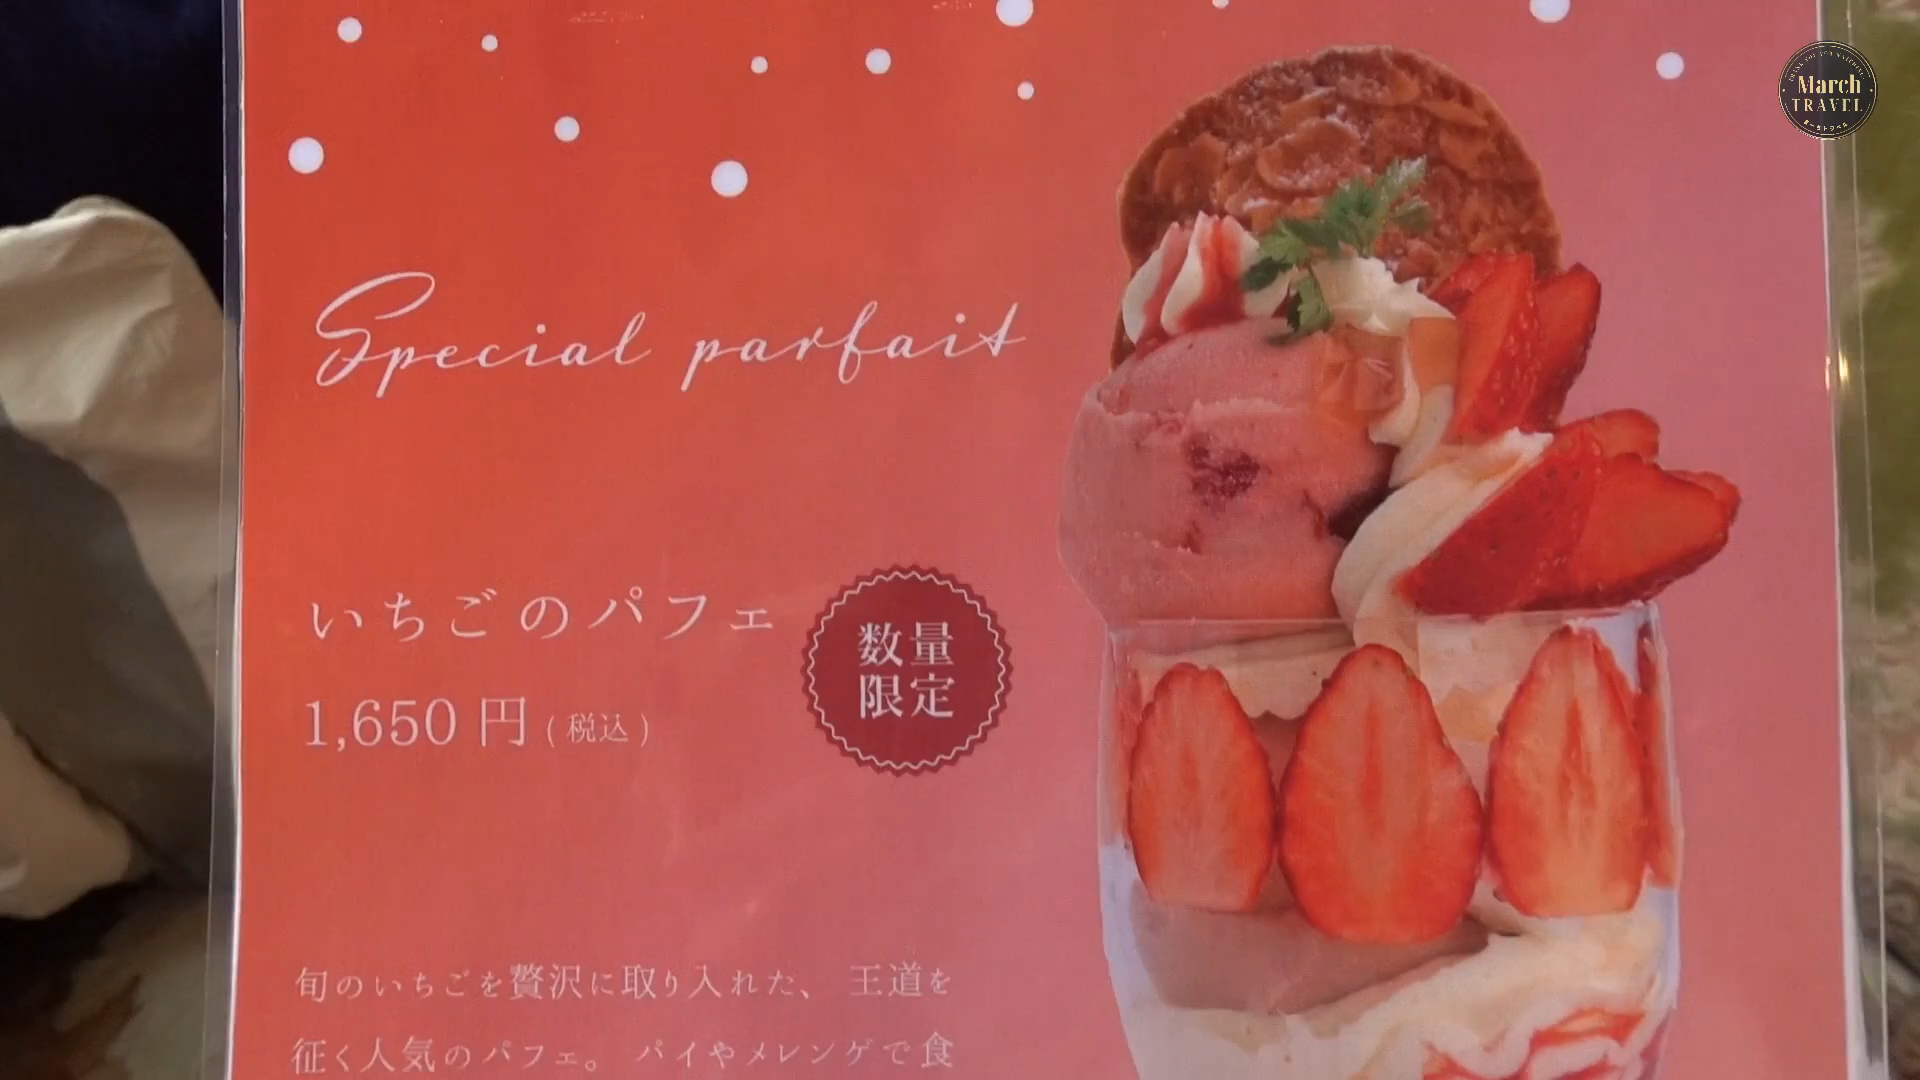 March
TRAVEL
Special parfait
いちごのパフェ
数量
限定
1,650円(税込)
旬のいちごを贅沢に取り入れた、 王道を
征く人気のパフェ。 パイやメレンゲで食